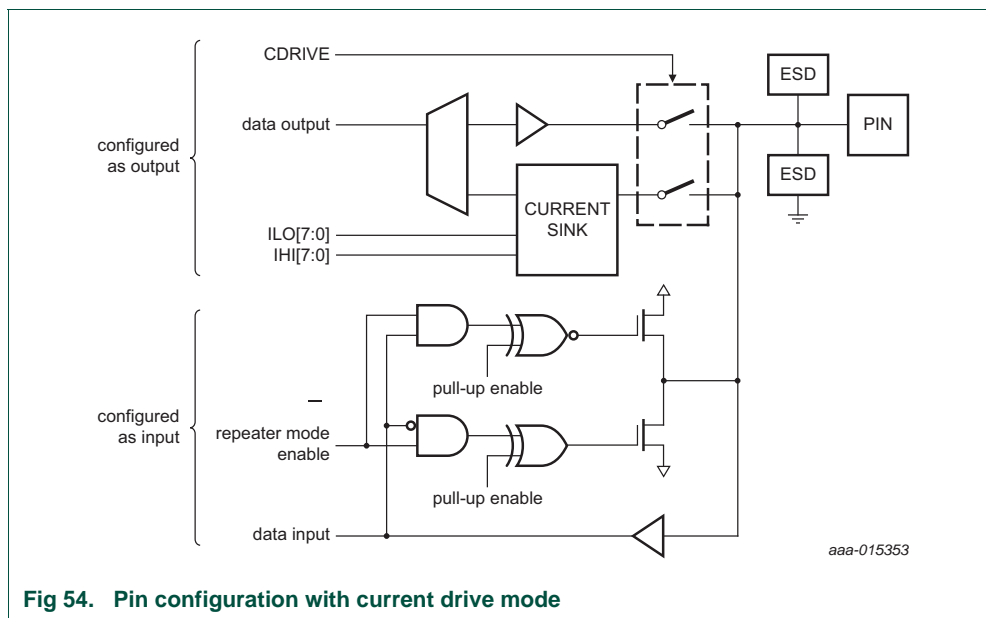 CDRIVE
ESD
data output
PIN
configured
as output
ESD
CURRENT
SINK
ILO[7:0]
IHI[7:0]
pull-up enable
configured
as input
repeater mode
enable
pull-up enable
data input
aaa-015353
Fig 54. Pin configuration with current drive mode